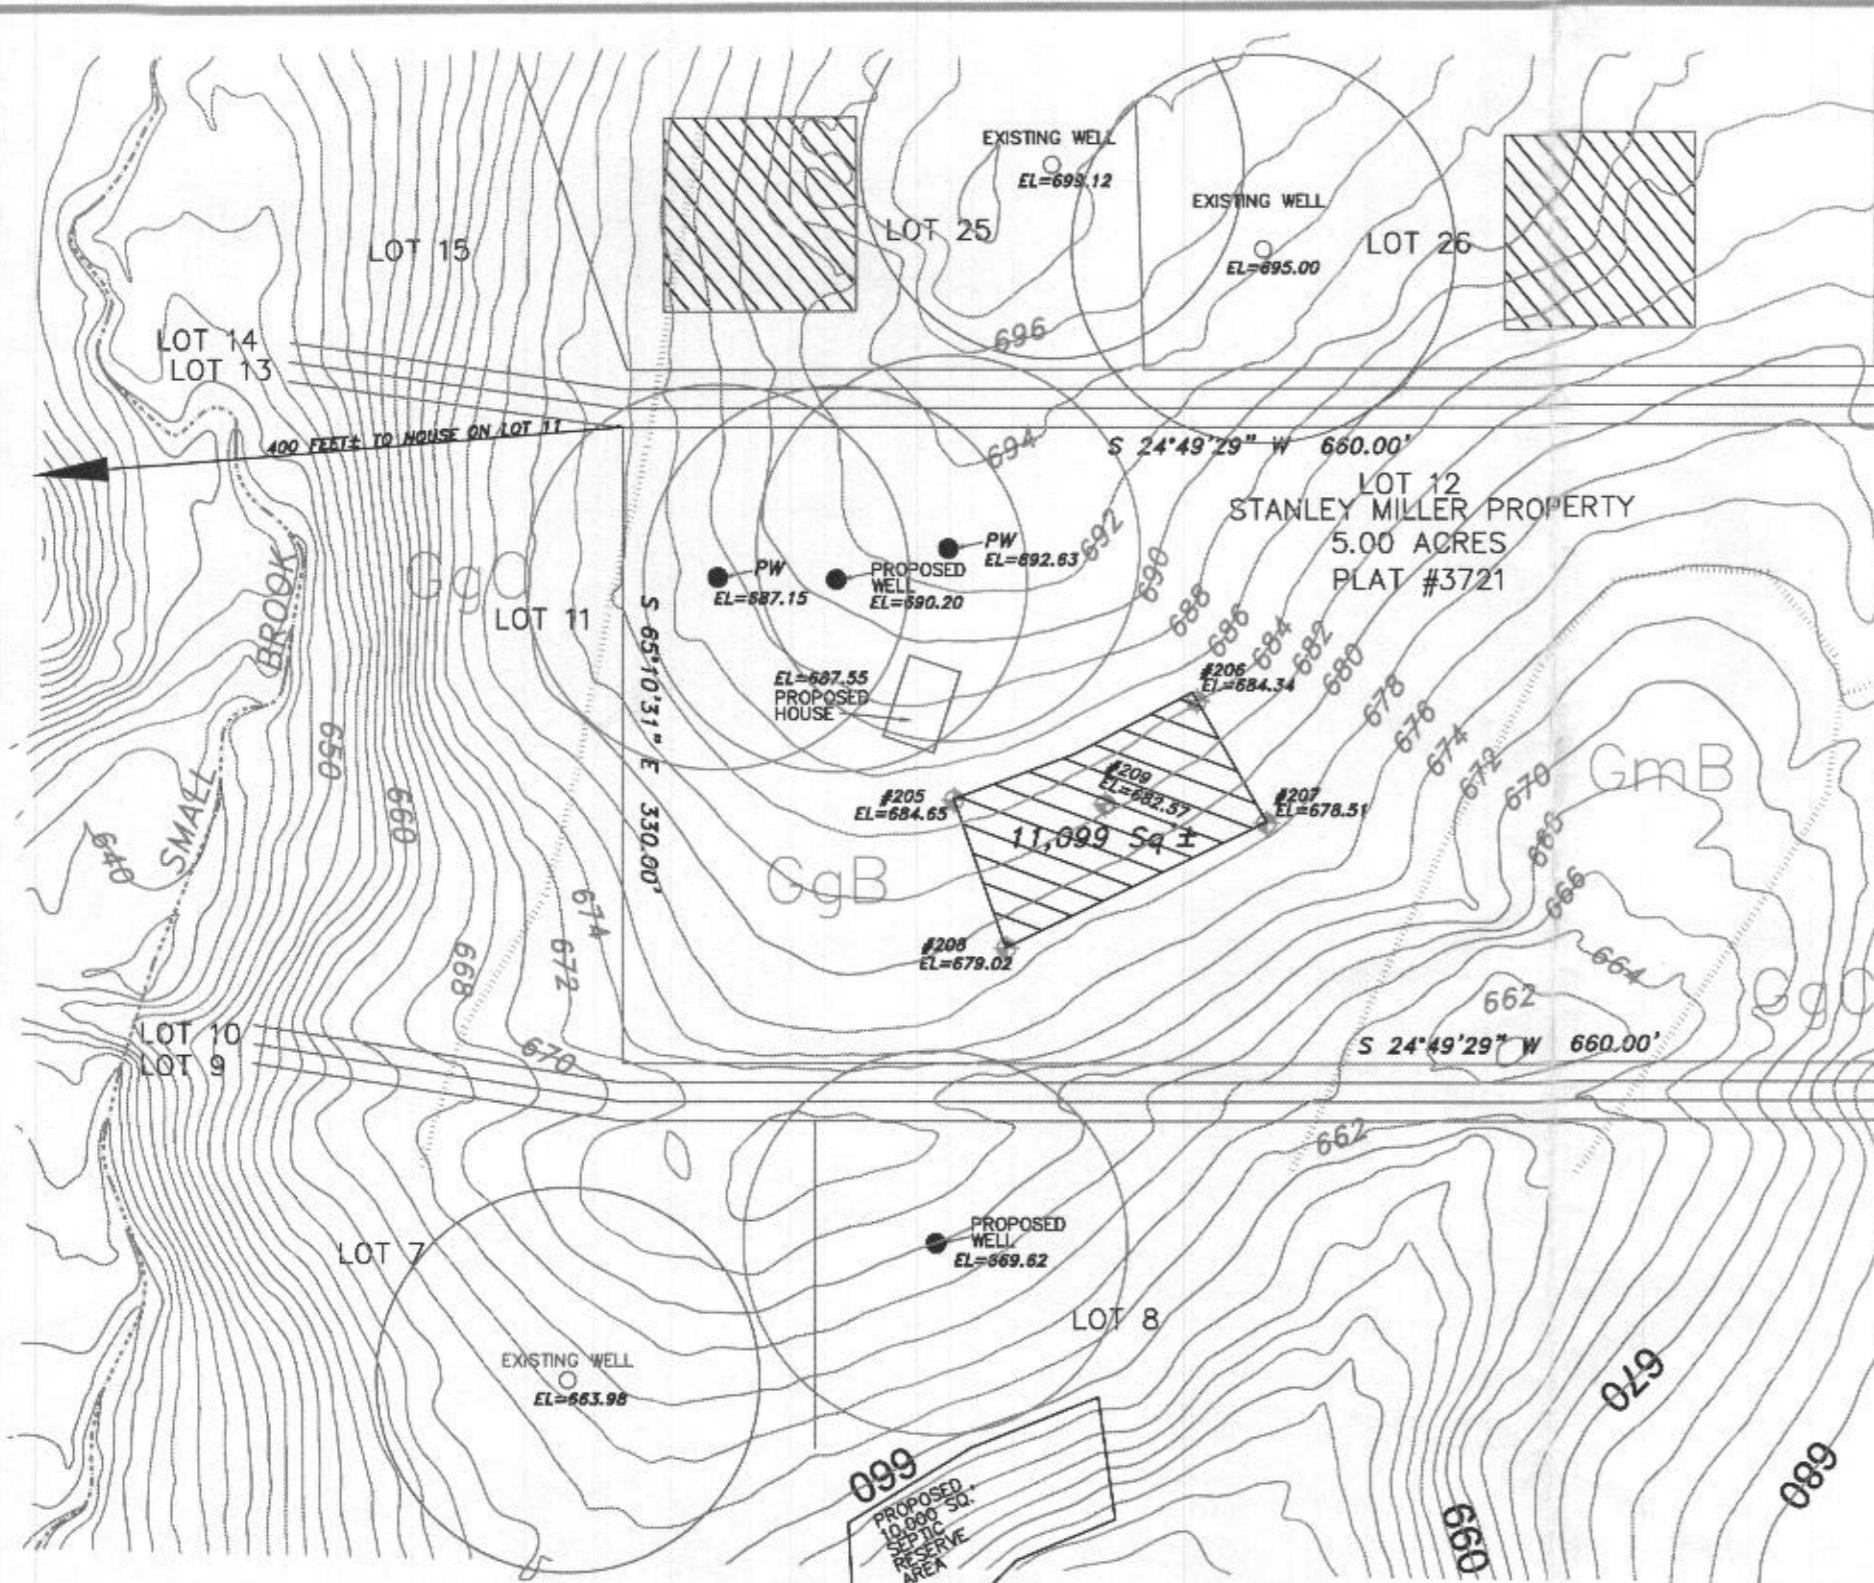 EXISTING WELL
EL=699.12
EXISTING WELL
EL=695.00
LOT 15
LOT 25
LOT 26
696
LOT 14
LOT 13
400 FEET± TO HOUSE ON LOT 11
694
S 24°49'29" W 660.00'
LOT 12
STANLEY MILLER PROPERTY
5.00 ACRES
PLAT #3721
692
690
688
686
684
682
680
678
676
674
672
670
668
666
664
662
PW
EL=692.63
PW
EL=687.15
PROPOSED
WELL
EL=690.20
LOT 11
S 65°10'31" E 330.00'
SMALL BROOK
EL=687.55
PROPOSED
HOUSE
#206
EL=684.34
#205
EL=684.65
#209
EL=682.57
#207
EL=678.51
11,099 Sq ±
#208
EL=679.02
GgB
GmB
650
660
640
674
672
668
670
LOT 10
LOT 9
S 24°49'29" W 660.00'
662
LOT 7
PROPOSED
WELL
EL=669.62
LOT 8
EXISTING WELL
EL=663.98
660
PROPOSED
10,000 SQ.
SEPTIC
RESERVE
AREA
670
680
660